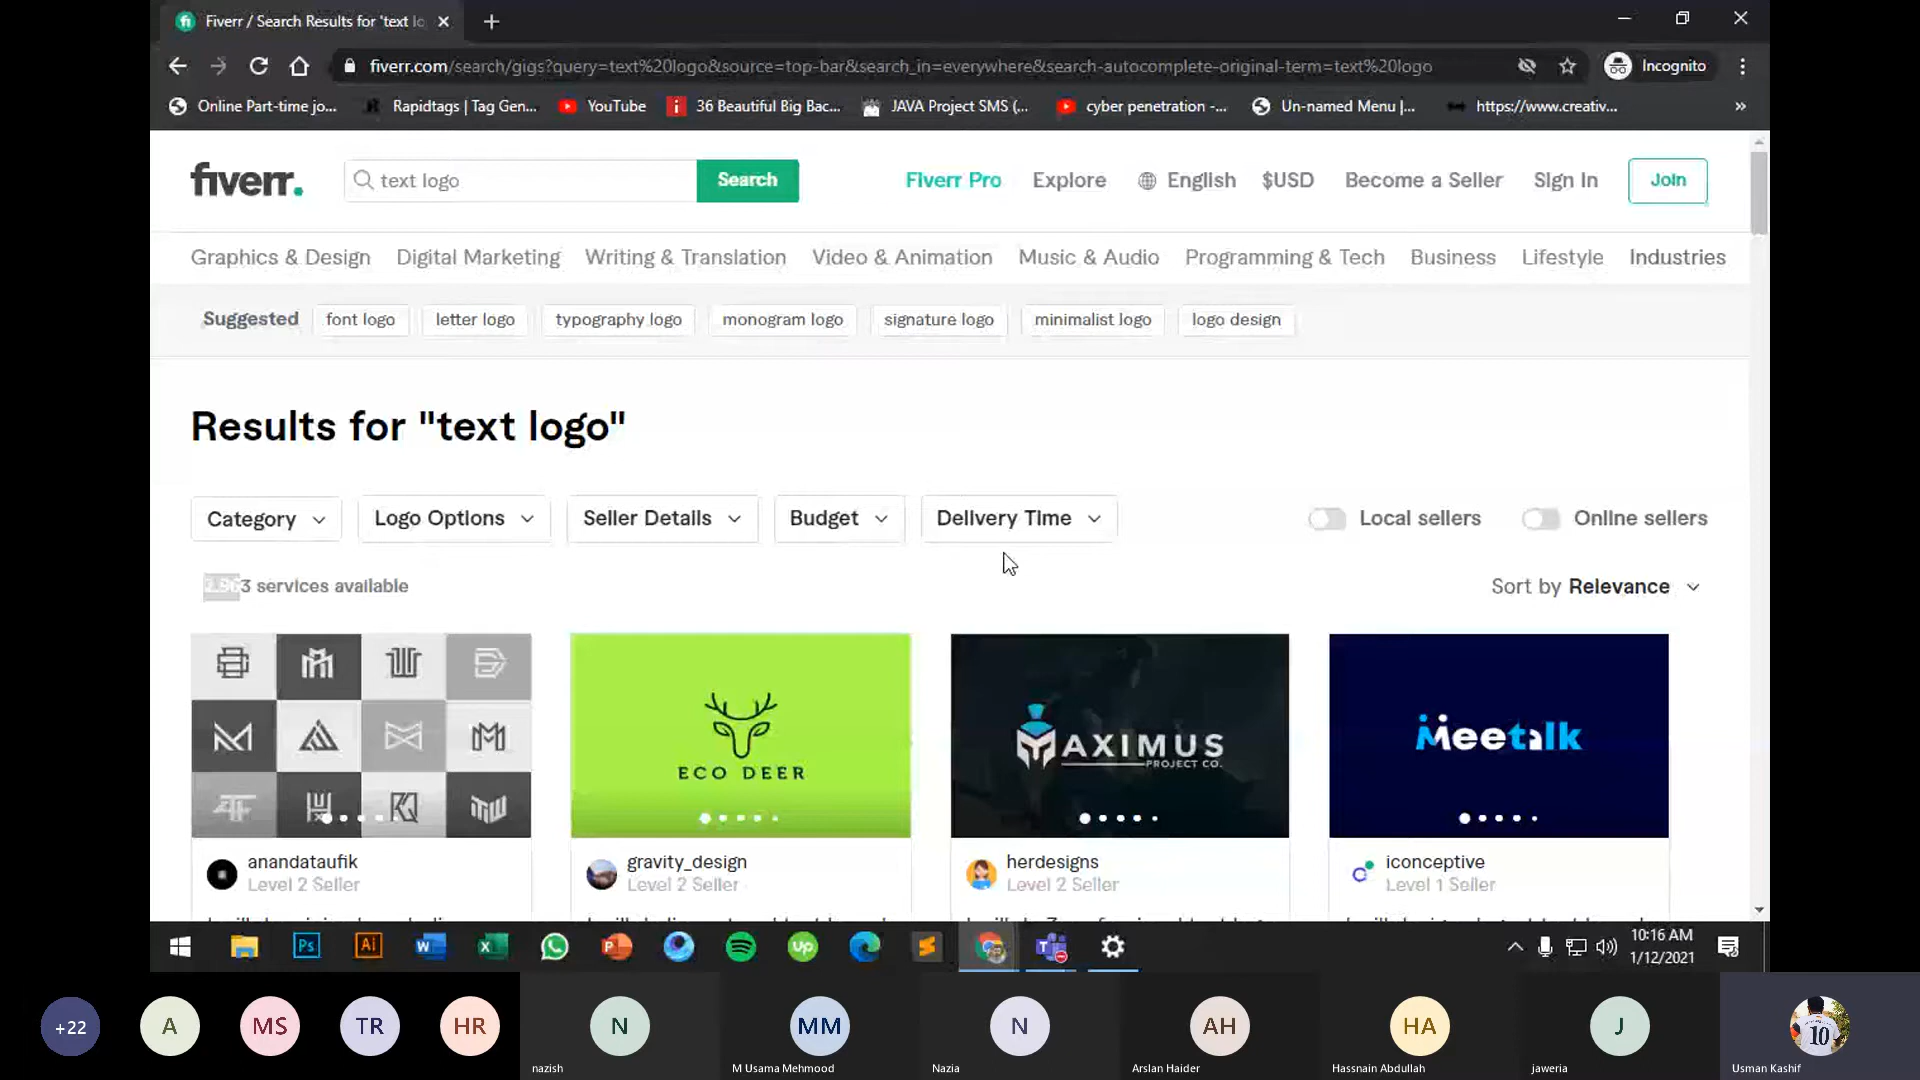 Fiverr / Search Results for 'text lo
fiverr.com/search/gigs?query=text%20logo&source=top-bar&search_in=everywhere&search-autocomplete-original-term=text%20logo
Incognito
Online Part-time jo...
Rapidtags | Tag Gen...
YouTube
36 Beautiful Big Bac...
JAVA Project SMS (...
cyber penetration -...
Un-named Menu |...
https://www.creativ...
»
fiverr.
text logo
Search
Fiverr Pro
Explore
English
$USD
Become a Seller
Sign In
Join
Graphics & Design
Digital Marketing
Writing & Translation
Video & Animation
Music & Audio
Programming & Tech
Business
Lifestyle
Industries
Suggested
font logo
letter logo
typography logo
monogram logo
signature logo
minimalist logo
logo design
Results for "text logo"
Category
Logo Options
Seller Details
Budget
Delivery Time
Local sellers
Online sellers
services available
Sort by Relevance
ECO DEER
MAXIMUS
PROJECT CO.
Meetalk
anandataufik
Level 2 Seller
gravity_design
Level 2 Seller
herdesigns
Level 2 Seller
iconceptive
Level 1 Seller
Ps
Ai
10:16 AM
1/12/2021
+22
A
MS
TR
HR
N
nazish
MM
M Usama Mehmood
N
Nazia
AH
Arslan Haider
HA
Hassnain Abdullah
J
jaweria
10
Usman Kashif